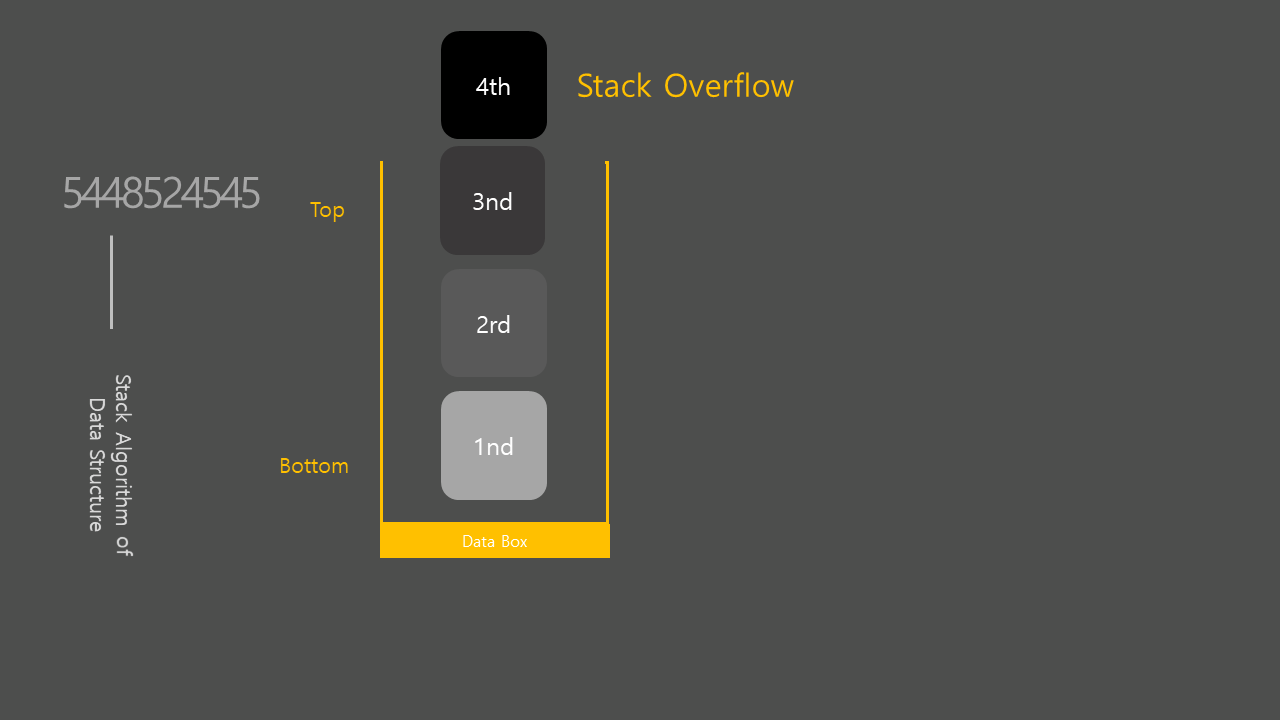 4th
Stack Overflow
5448524545
Top
3nd
2rd
Stack Algorithm of
Data Structure
Bottom
1nd
Data Box